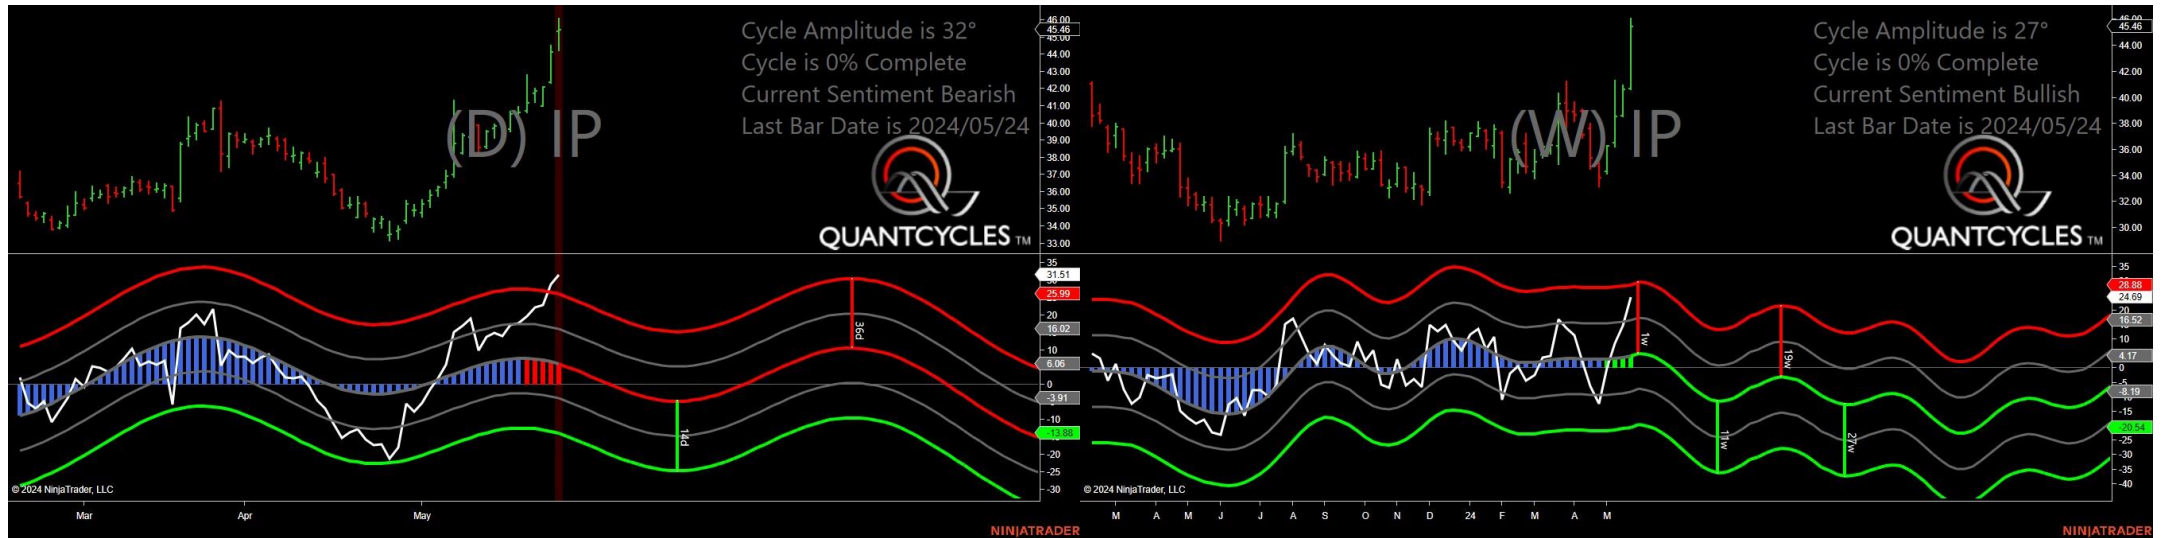 Cycle Amplitude is 32°
Cycle is 0% Complete
Current Sentiment Bearish
Last Bar Date is 2024/05/24
(D) IP
QUANTCYCLES TM
46.00
45.46
45.00
44.00
43.00
42.00
41.00
40.00
39.00
38.00
37.00
36.00
35.00
34.00
33.00
35
31.51
25.99
20
16.02
10
6.06
0
-3.91
-10
-13.88
-20
-25
-30
36d
14d
© 2024 NinjaTrader, LLC
Mar
Apr
May
NINJATRADER
Cycle Amplitude is 27°
Cycle is 0% Complete
Current Sentiment Bullish
Last Bar Date is 2024/05/24
(W) IP
QUANTCYCLES TM
46.00
45.46
44.00
42.00
40.00
38.00
36.00
34.00
32.00
30.00
35
28.88
24.69
16.52
10
4.17
0
-5
-8.19
-15
-20.54
-25
-30
-35
-40
1w
19w
11w
27w
© 2024 NinjaTrader, LLC
M A M J J A S O N D 24 F M A M
NINJATRADER